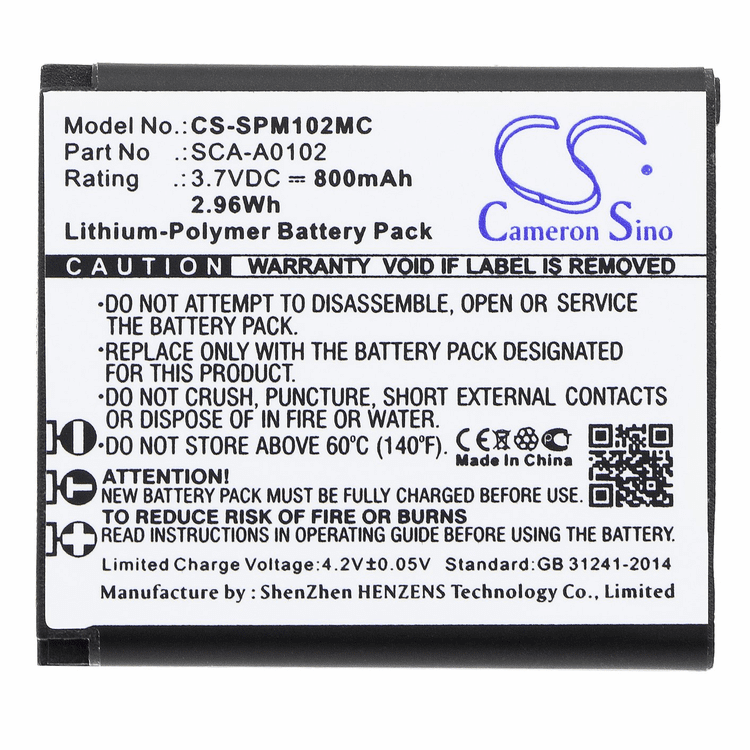 Model No.: CS-SPM102MC
Part No : SCA-A0102
Rating : 3.7VDC ⎓ 800mAh
2.96Wh
Lithium-Polymer Battery Pack
CS
Cameron Sino
CAUTION WARRANTY VOID IF LABEL IS REMOVED
·DO NOT ATTEMPT TO DISASSEMBLE, OPEN OR SERVICE
THE BATTERY PACK.
·REPLACE ONLY WITH THE BATTERY PACK DESIGNATED
FOR THIS PRODUCT.
·DO NOT CRUSH, PUNCTURE, SHORT EXTERNAL CONTACTS
OR DISPOSE OF IN FIRE OR WATER.
·DO NOT STORE ABOVE 60°C (140°F).
CE
Made In China
ATTENTION!
NEW BATTERY PACK MUST BE FULLY CHARGED BEFORE USE.
TO REDUCE RISK OF FIRE OR BURNS
READ INSTRUCTIONS IN OPERATING GUIDE BEFORE USING THE BATTERY.
Limited Charge Voltage:4.2V±0.05V Standard:GB 31241-2014
Manufacture by : ShenZhen HENZENS Technology Co., Limited